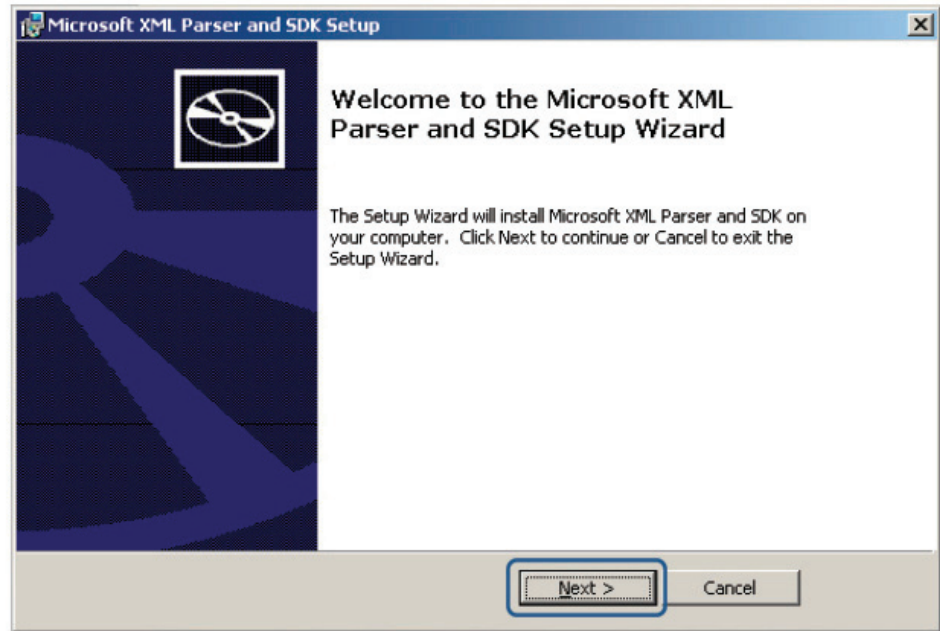 Microsoft XML Parser and SDK Setup
Welcome to the Microsoft XML
Parser and SDK Setup Wizard
The Setup Wizard will install Microsoft XML Parser and SDK on
your computer. Click Next to continue or Cancel to exit the
Setup Wizard.
Next >
Cancel